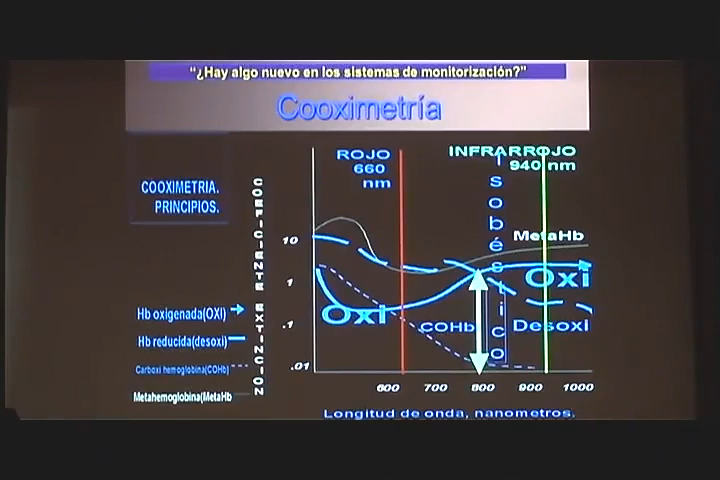 “¿Hay algo nuevo en los sistemas de monitorización?”
Cooximetría
COOXIMETRIA.
PRINCIPIOS.
ROJO
660
nm
INFRARROJO
940 nm
COEFICIENTE EXTINCION
Isobéstico
10
1
.1
.01
MetaHb
Oxi
Oxi
COHb
Desoxi
Hb oxigenada(OXI)
Hb reducida(desoxi)
Carboxi hemoglobina(COHb)
Metahemoglobina(MetaHb
600 700 800 900 1000
Longitud de onda, nanometros.